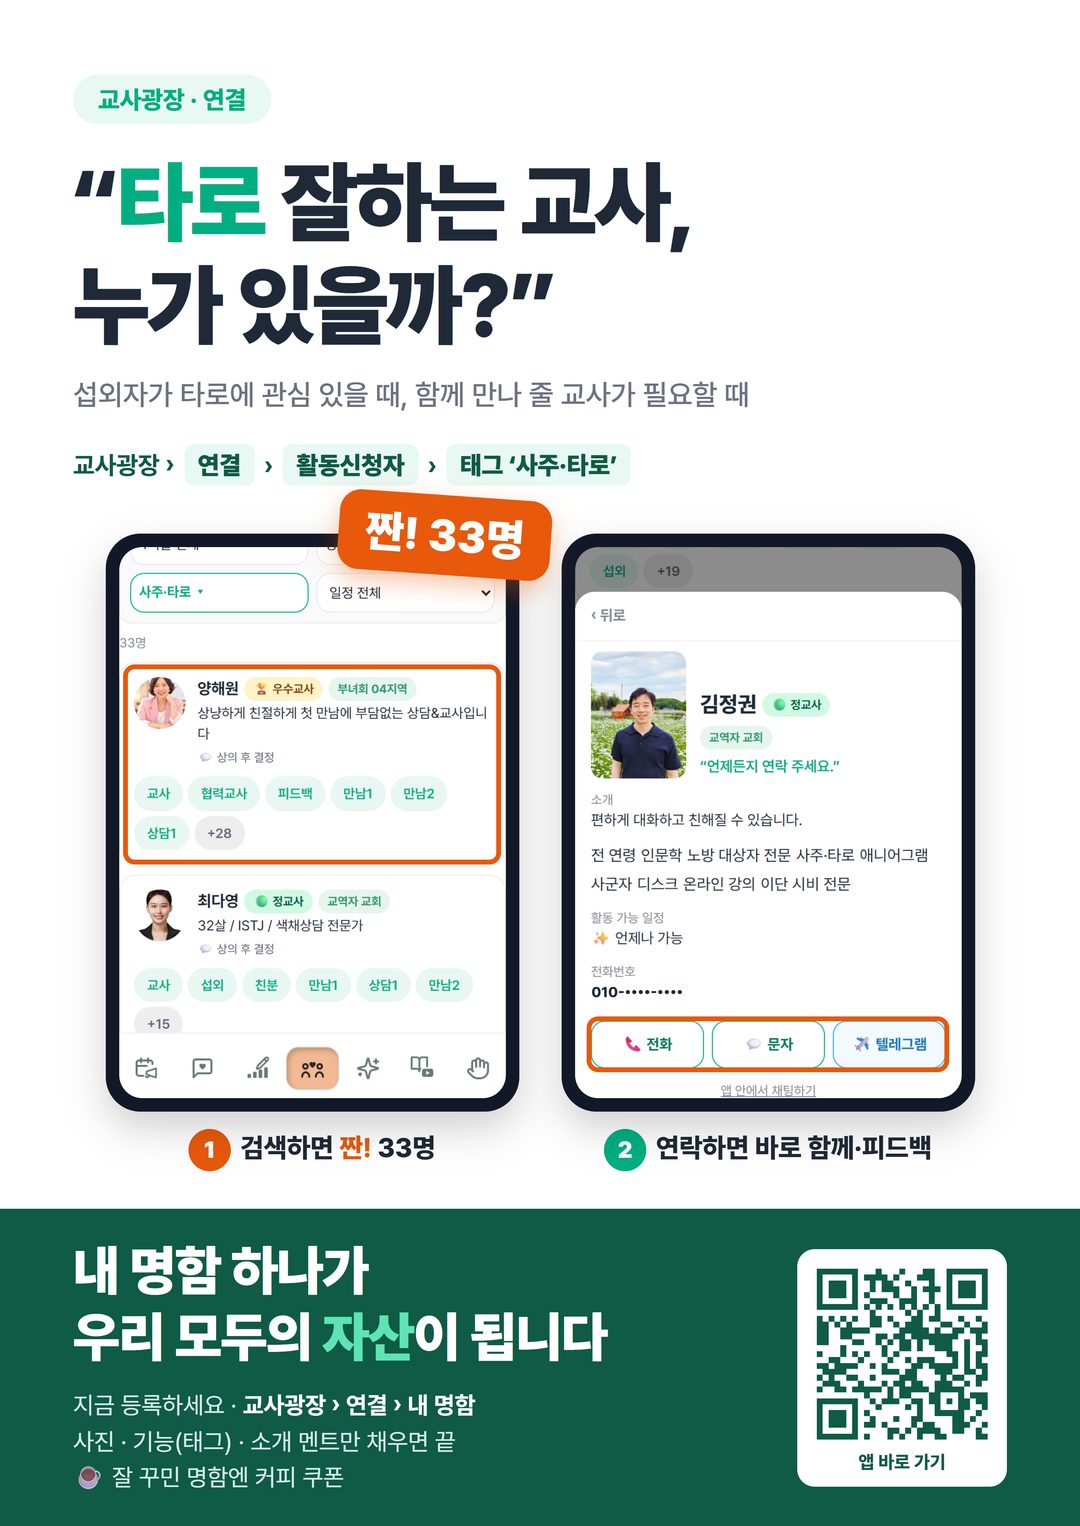 교사광장 · 연결
“타로 잘하는 교사,
누가 있을까?”
섭외자가 타로에 관심 있을 때, 함께 만나 줄 교사가 필요할 때
교사광장 › 연결 › 활동신청자 › 태그 ‘사주·타로’
짠! 33명
사주·타로 ▾
일정 전체
33명
양해원 우수교사 부녀회 04지역
상냥하게 친절하게 첫 만남에 부담없는 상담&교사입니
다
상의 후 결정
교사 협력교사 피드백 만남1 만남2
상담1 +28
최다영 정교사 교역자 교회
32살 / ISTJ / 색채상담 전문가
상의 후 결정
교사 섭외 친분 만남1 상담1 만남2
+15
섭외 +19
‹ 뒤로
김정권 정교사
교역자 교회
“언제든지 연락 주세요.”
소개
편하게 대화하고 친해질 수 있습니다.
전 연령 인문학 노방 대상자 전문 사주·타로 애니어그램
사군자 디스크 온라인 강의 이단 시비 전문
활동 가능 일정
언제나 가능
전화번호
010-••••-••••
전화 문자 텔레그램
앱 안에서 채팅하기
1 검색하면 짠! 33명
2 연락하면 바로 함께·피드백
내 명함 하나가
우리 모두의 자산이 됩니다
지금 등록하세요 · 교사광장 › 연결 › 내 명함
사진 · 기능(태그) · 소개 멘트만 채우면 끝
잘 꾸민 명함엔 커피 쿠폰
앱 바로 가기